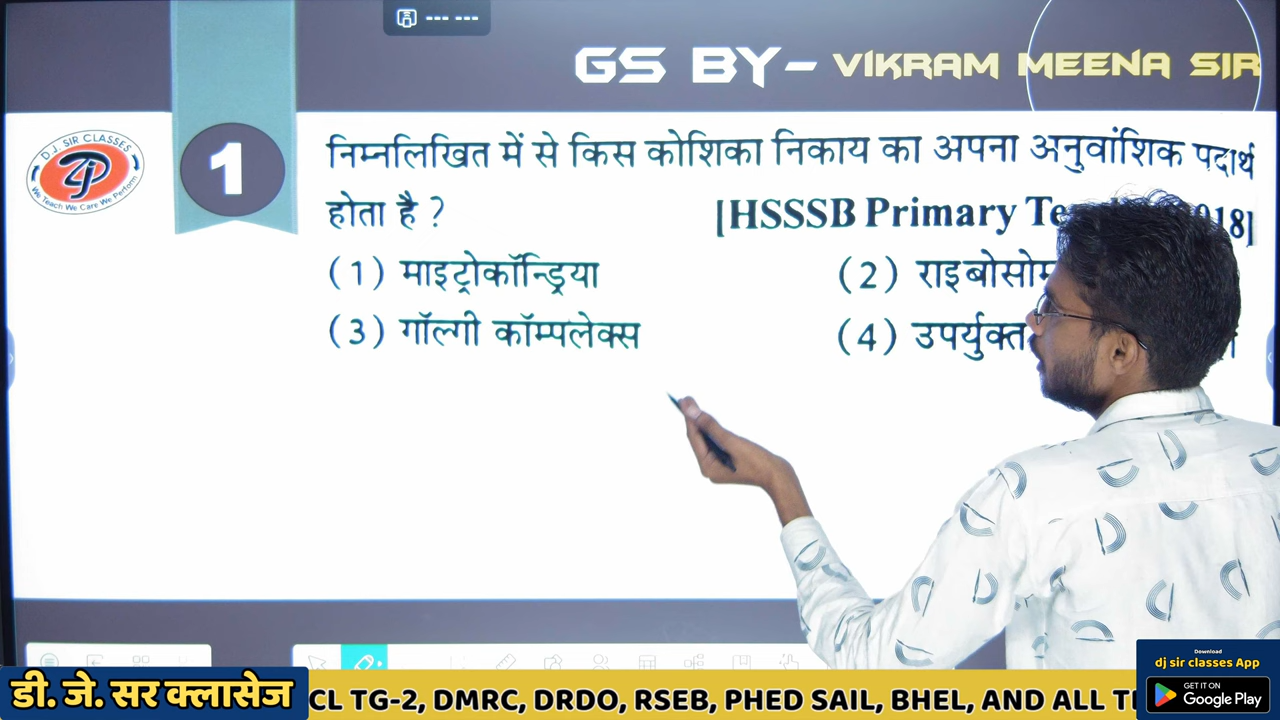 --- ---
GS BY- VIKRAM MEENA SIR
D.J. SIR CLASSES
We Teach We Care We Perform
1
निम्नलिखित में से किस कोशिका निकाय का अपना अनुवांशिक पदार्थ
होता है ? [HSSSB Primary
(1) माइट्रोकॉन्ड्रिया (2)
(3) गॉल्गी कॉम्पलेक्स (4) उपर्युक्त
Download
dj sir classes App
GET IT ON
Google Play
डी. जे. सर क्लासेज CL TG-2, DMRC, DRDO, RSEB, PHED SAIL, BHEL, AND ALL